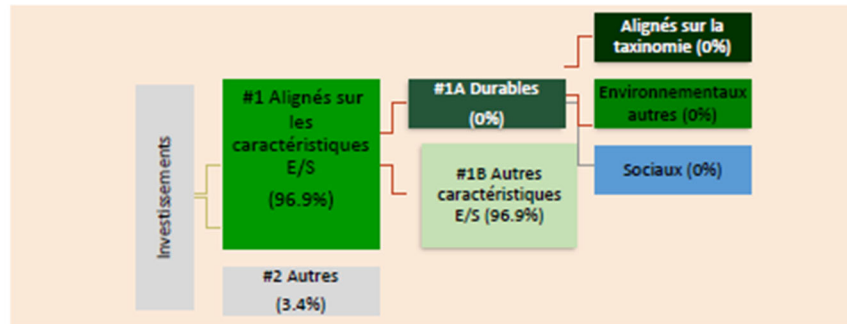 Investissements
#1 Alignés sur
les
caractéristiques
E/S
(96.9%)
#2 Autres
(3.4%)
#1A Durables
(0%)
#1B Autres
caractéristiques
E/S (96.9%)
Alignés sur la
taxinomie (0%)
Environnementaux
autres (0%)
Sociaux (0%)